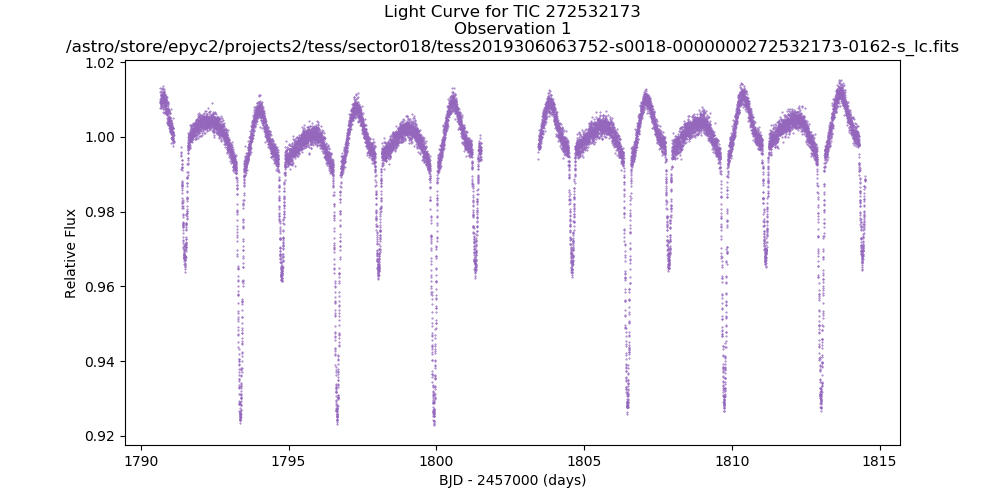 Light Curve for TIC 272532173
Observation 1
/astro/store/epyc2/projects2/tess/sector018/tess2019306063752-s0018-0000000272532173-0162-s_lc.fits
1.02
1.00
0.98
0.96
0.94
0.92
Relative Flux
1790
1795
1800
1805
1810
1815
BJD - 2457000 (days)